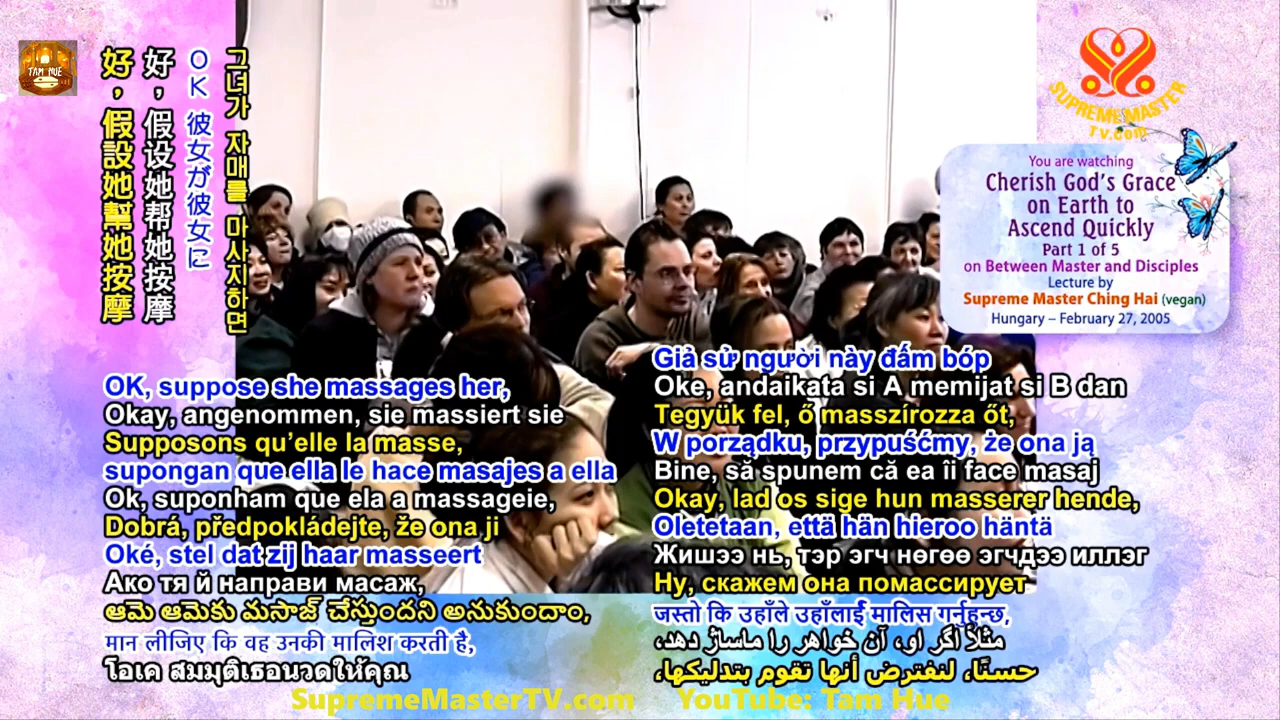 TAM HUE
好，假設她幫她按摩
好，假设她帮她按摩
OK 彼女が彼女に
그녀가 자매를 마사지하면
SUPREME MASTER
TV.com
You are watching
Cherish God's Grace
on Earth to
Ascend Quickly
Part 1 of 5
on Between Master and Disciples
Lecture by
Supreme Master Ching Hai (vegan)
Hungary – February 27, 2005
OK, suppose she massages her,
Okay, angenommen, sie massiert sie
Supposons qu’elle la masse,
supongan que ella le hace masajes a ella
Ok, suponham que ela a massageie,
Dobrá, předpokládejte, že ona ji
Oké, stel dat zij haar masseert
Ако тя й направи масаж,
ఆమె ఆమెకు మసాజ్ చేస్తుందని అనుకుందాం,
मान लीजिए कि वह उनकी मालिश करती है,
โอเค สมมุติเธอนวดให้คุณ
Giả sử người này đấm bóp
Oke, andaikata si A memijat si B dan
Tegyük fel, ő masszírozza őt,
W porządku, przypuśćmy, że ona ją
Bine, să spunem că ea îi face masaj
Okay, lad os sige hun masserer hende,
Oletetaan, että hän hieroo häntä
Жишээ нь, тэр эгч нөгөө эгчдээ иллэг
Ну, скажем она помассирует
जस्तो कि उहाँले उहाँलाईं मालिस गर्नुहुन्छ,
مثلاً اگر او، آن خواهر را ماساژ دهد،
حسنًا، لنفترض أنها تقوم بتدليكها،
SupremeMasterTV.com
YouTube: Tam Hue